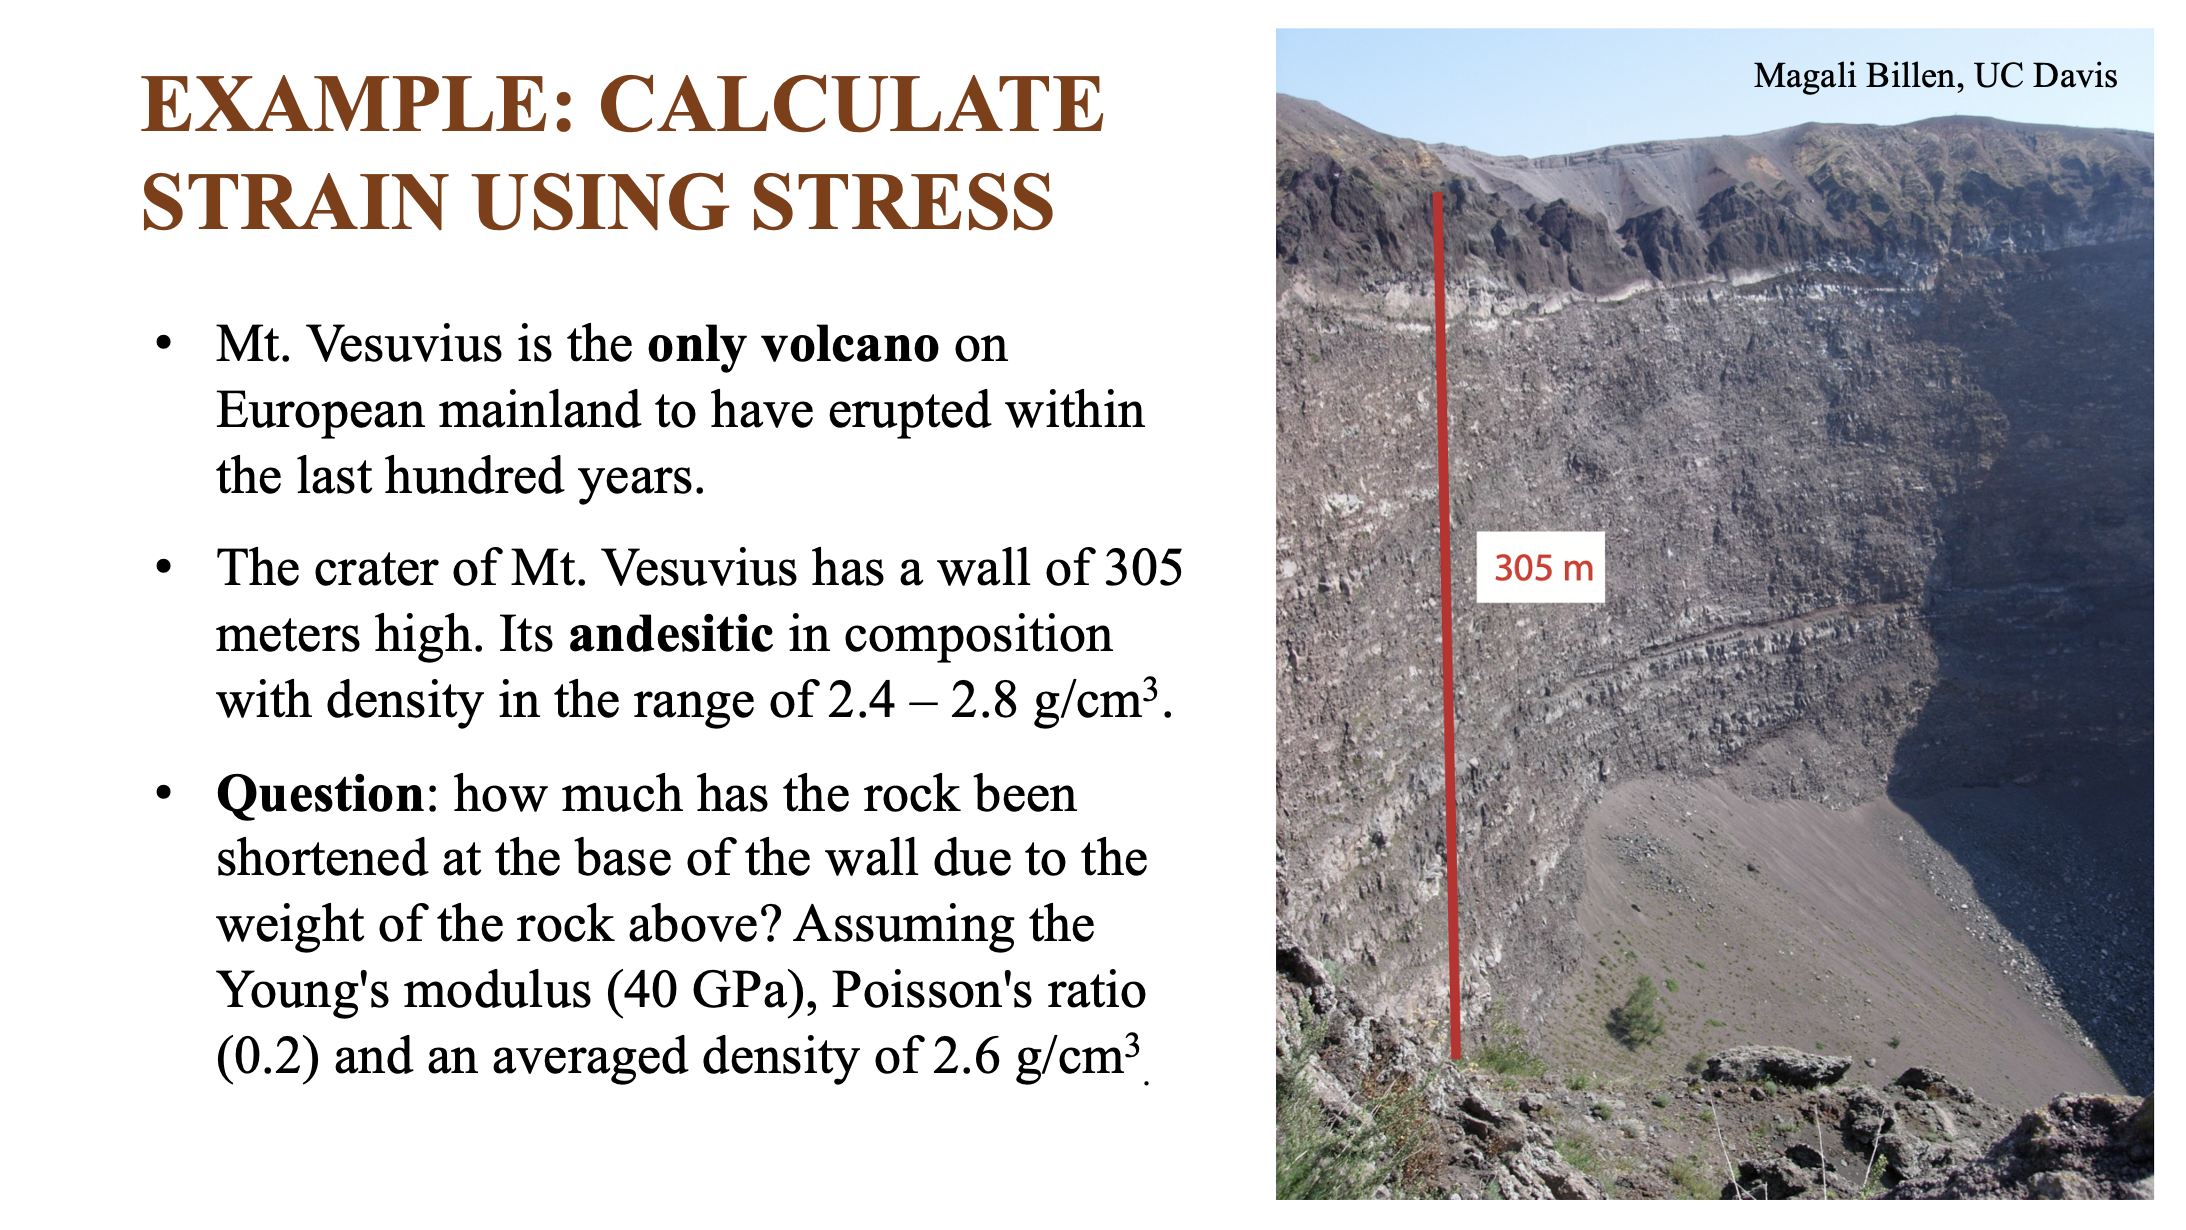 EXAMPLE: CALCULATE
STRAIN USING STRESS
• Mt. Vesuvius is the only volcano on
European mainland to have erupted within
the last hundred years.
• The crater of Mt. Vesuvius has a wall of 305
meters high. Its andesitic in composition
with density in the range of 2.4 – 2.8 g/cm³.
• Question: how much has the rock been
shortened at the base of the wall due to the
weight of the rock above? Assuming the
Young's modulus (40 GPa), Poisson's ratio
(0.2) and an averaged density of 2.6 g/cm³.
Magali Billen, UC Davis
305 m